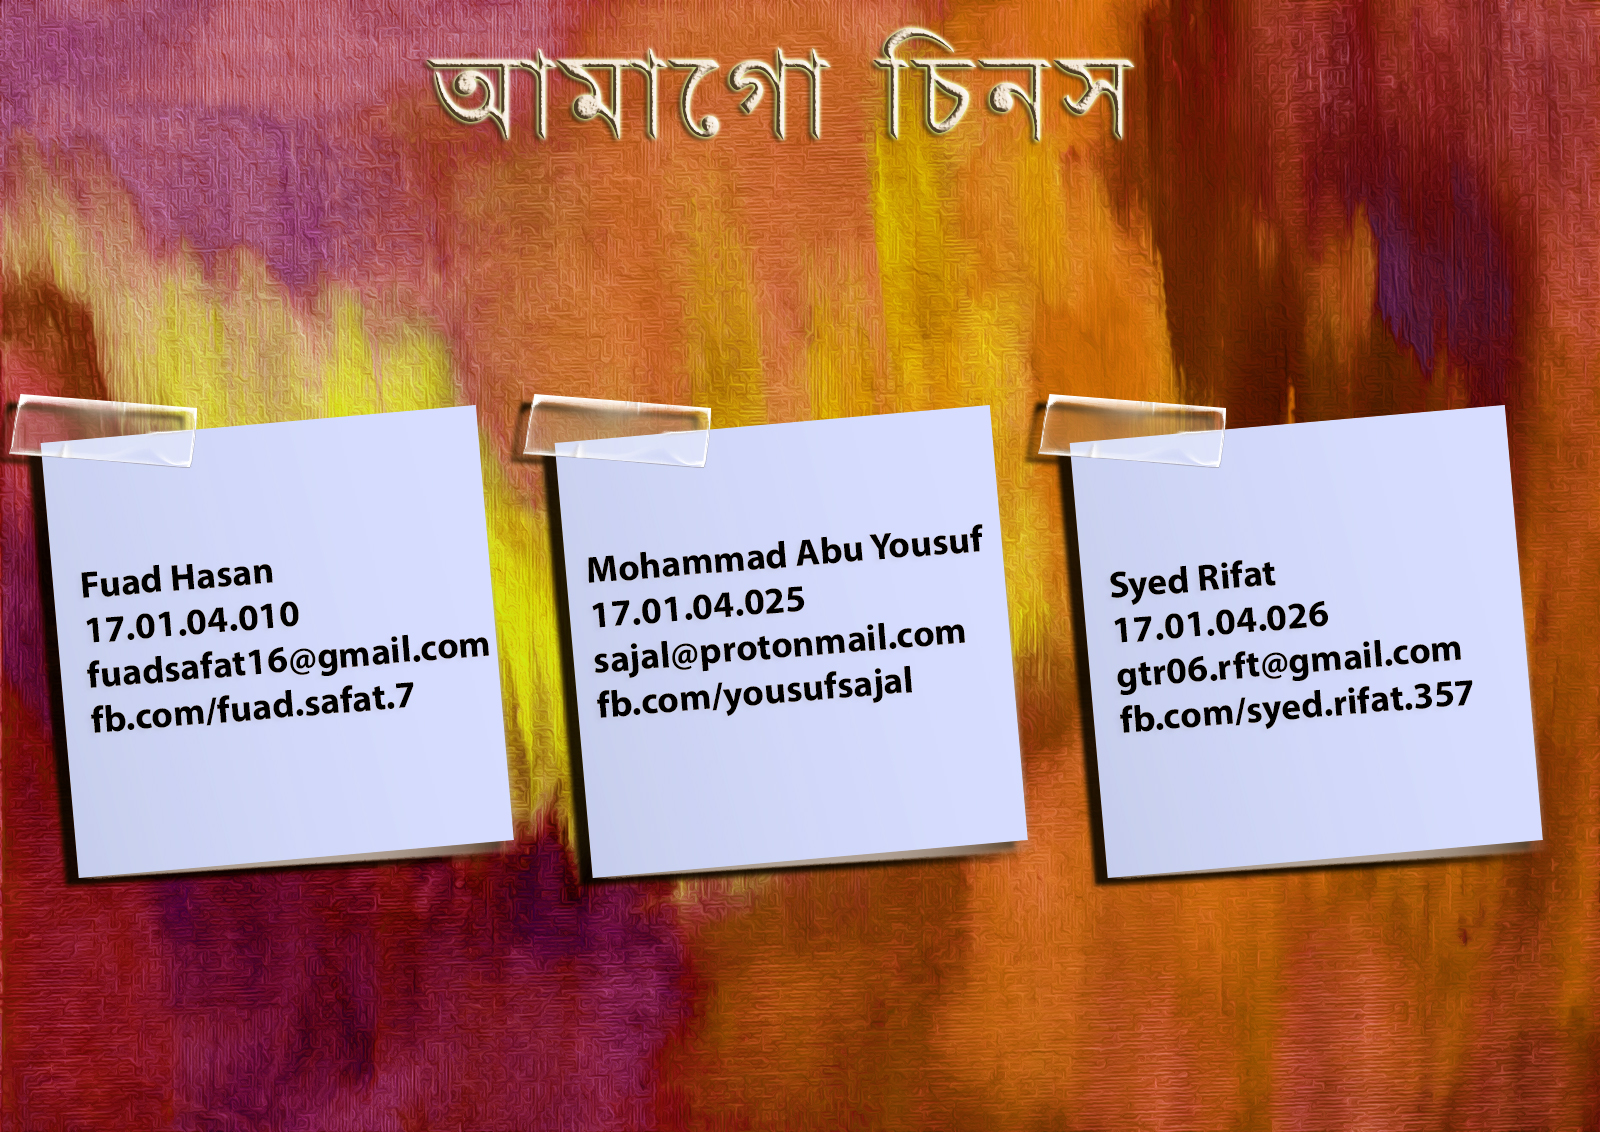 আমাগো চিনস
Fuad Hasan
17.01.04.010
fuadsafat16@gmail.com
fb.com/fuad.safat.7
Mohammad Abu Yousuf
17.01.04.025
sajal@protonmail.com
fb.com/yousufsajal
Syed Rifat
17.01.04.026
gtr06.rft@gmail.com
fb.com/syed.rifat.357